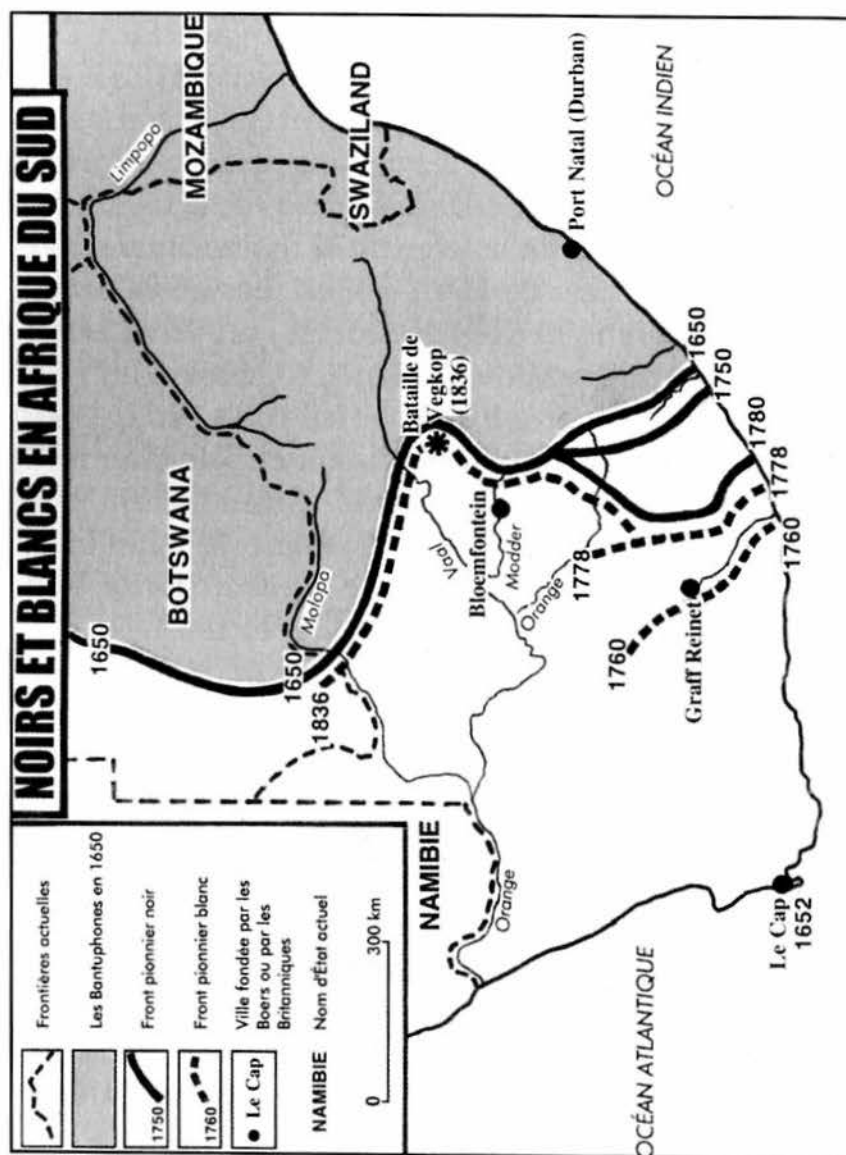 NOIRS ET BLANCS EN AFRIQUE DU SUD
Frontières actuelles
Les Bantuphones en 1650
1750
Front pionnier noir
1760
Front pionnier blanc
Le Cap
Ville fondée par les
Boers ou par les
Britanniques
NAMIBIE
Nom d'État actuel
0
300 km
1650
BOTSWANA
Limpopo
MOZAMBIQUE
SWAZILAND
1650
1836
Molopo
Bataille de
Vegkop
(1836)
Port Natal (Durban)
OCÉAN INDIEN
NAMIBIE
Orange
Vaal
Bloemfontein
Modder
Orange
1778
1760
Graff Reinet
1650
1750
1780
1778
1760
OCÉAN ATLANTIQUE
Le Cap
1652